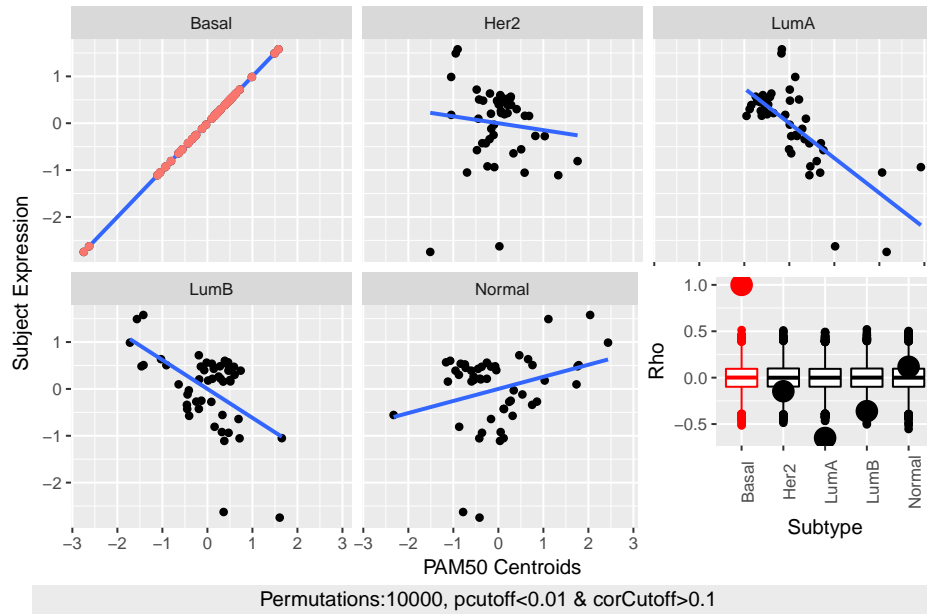 Basal
Her2
LumA
1
0
−1
−2
Subject Expression
LumB
Normal
1
0
−1
−2
−3 −2 −1 0 1 2 3
−3 −2 −1 0 1 2 3
PAM50 Centroids
1.0
0.5
0.0
−0.5
Rho
Basal
Her2
LumA
LumB
Normal
Subtype
Permutations:10000, pcutoff<0.01 & corCutoff>0.1